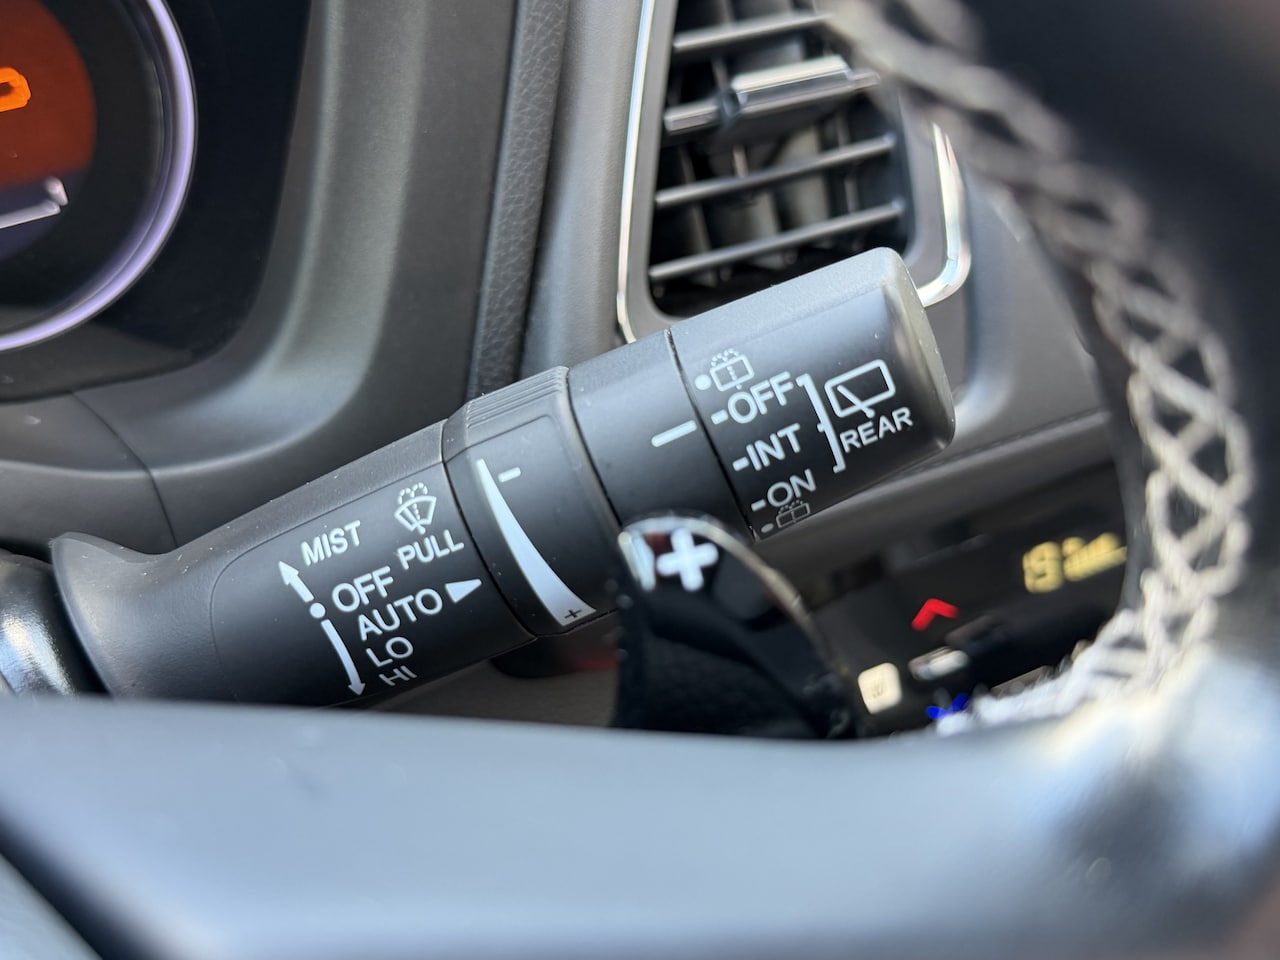 MIST
PULL
OFF
AUTO
LO
HI
-
+
-OFF
-INT
-ON
REAR
+